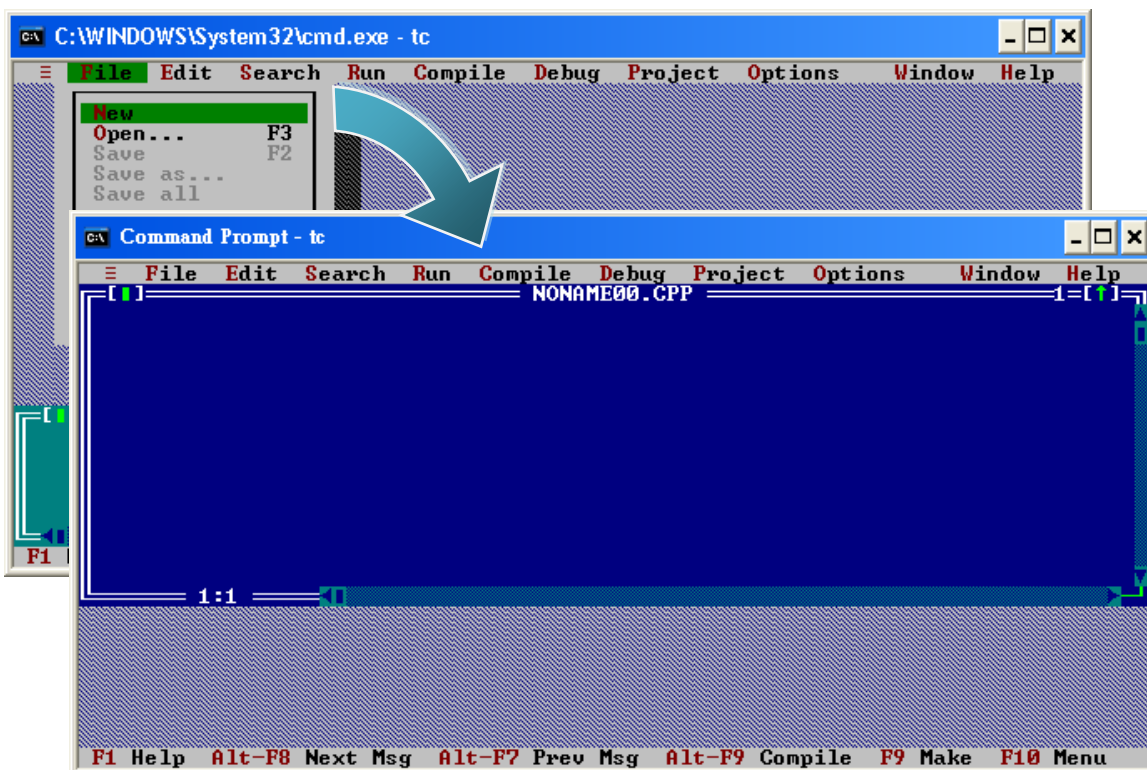 C:\WINDOWS\System32\cmd.exe - tc
≡ File Edit Search Run Compile Debug Project Options Window Help
New
Open... F3
Save F2
Save as...
Save all
Command Prompt - tc
≡ File Edit Search Run Compile Debug Project Options Window Help
[■] NONAME00.CPP 1=[↑]
1:1
F1
F1 Help Alt-F8 Next Msg Alt-F7 Prev Msg Alt-F9 Compile F9 Make F10 Menu